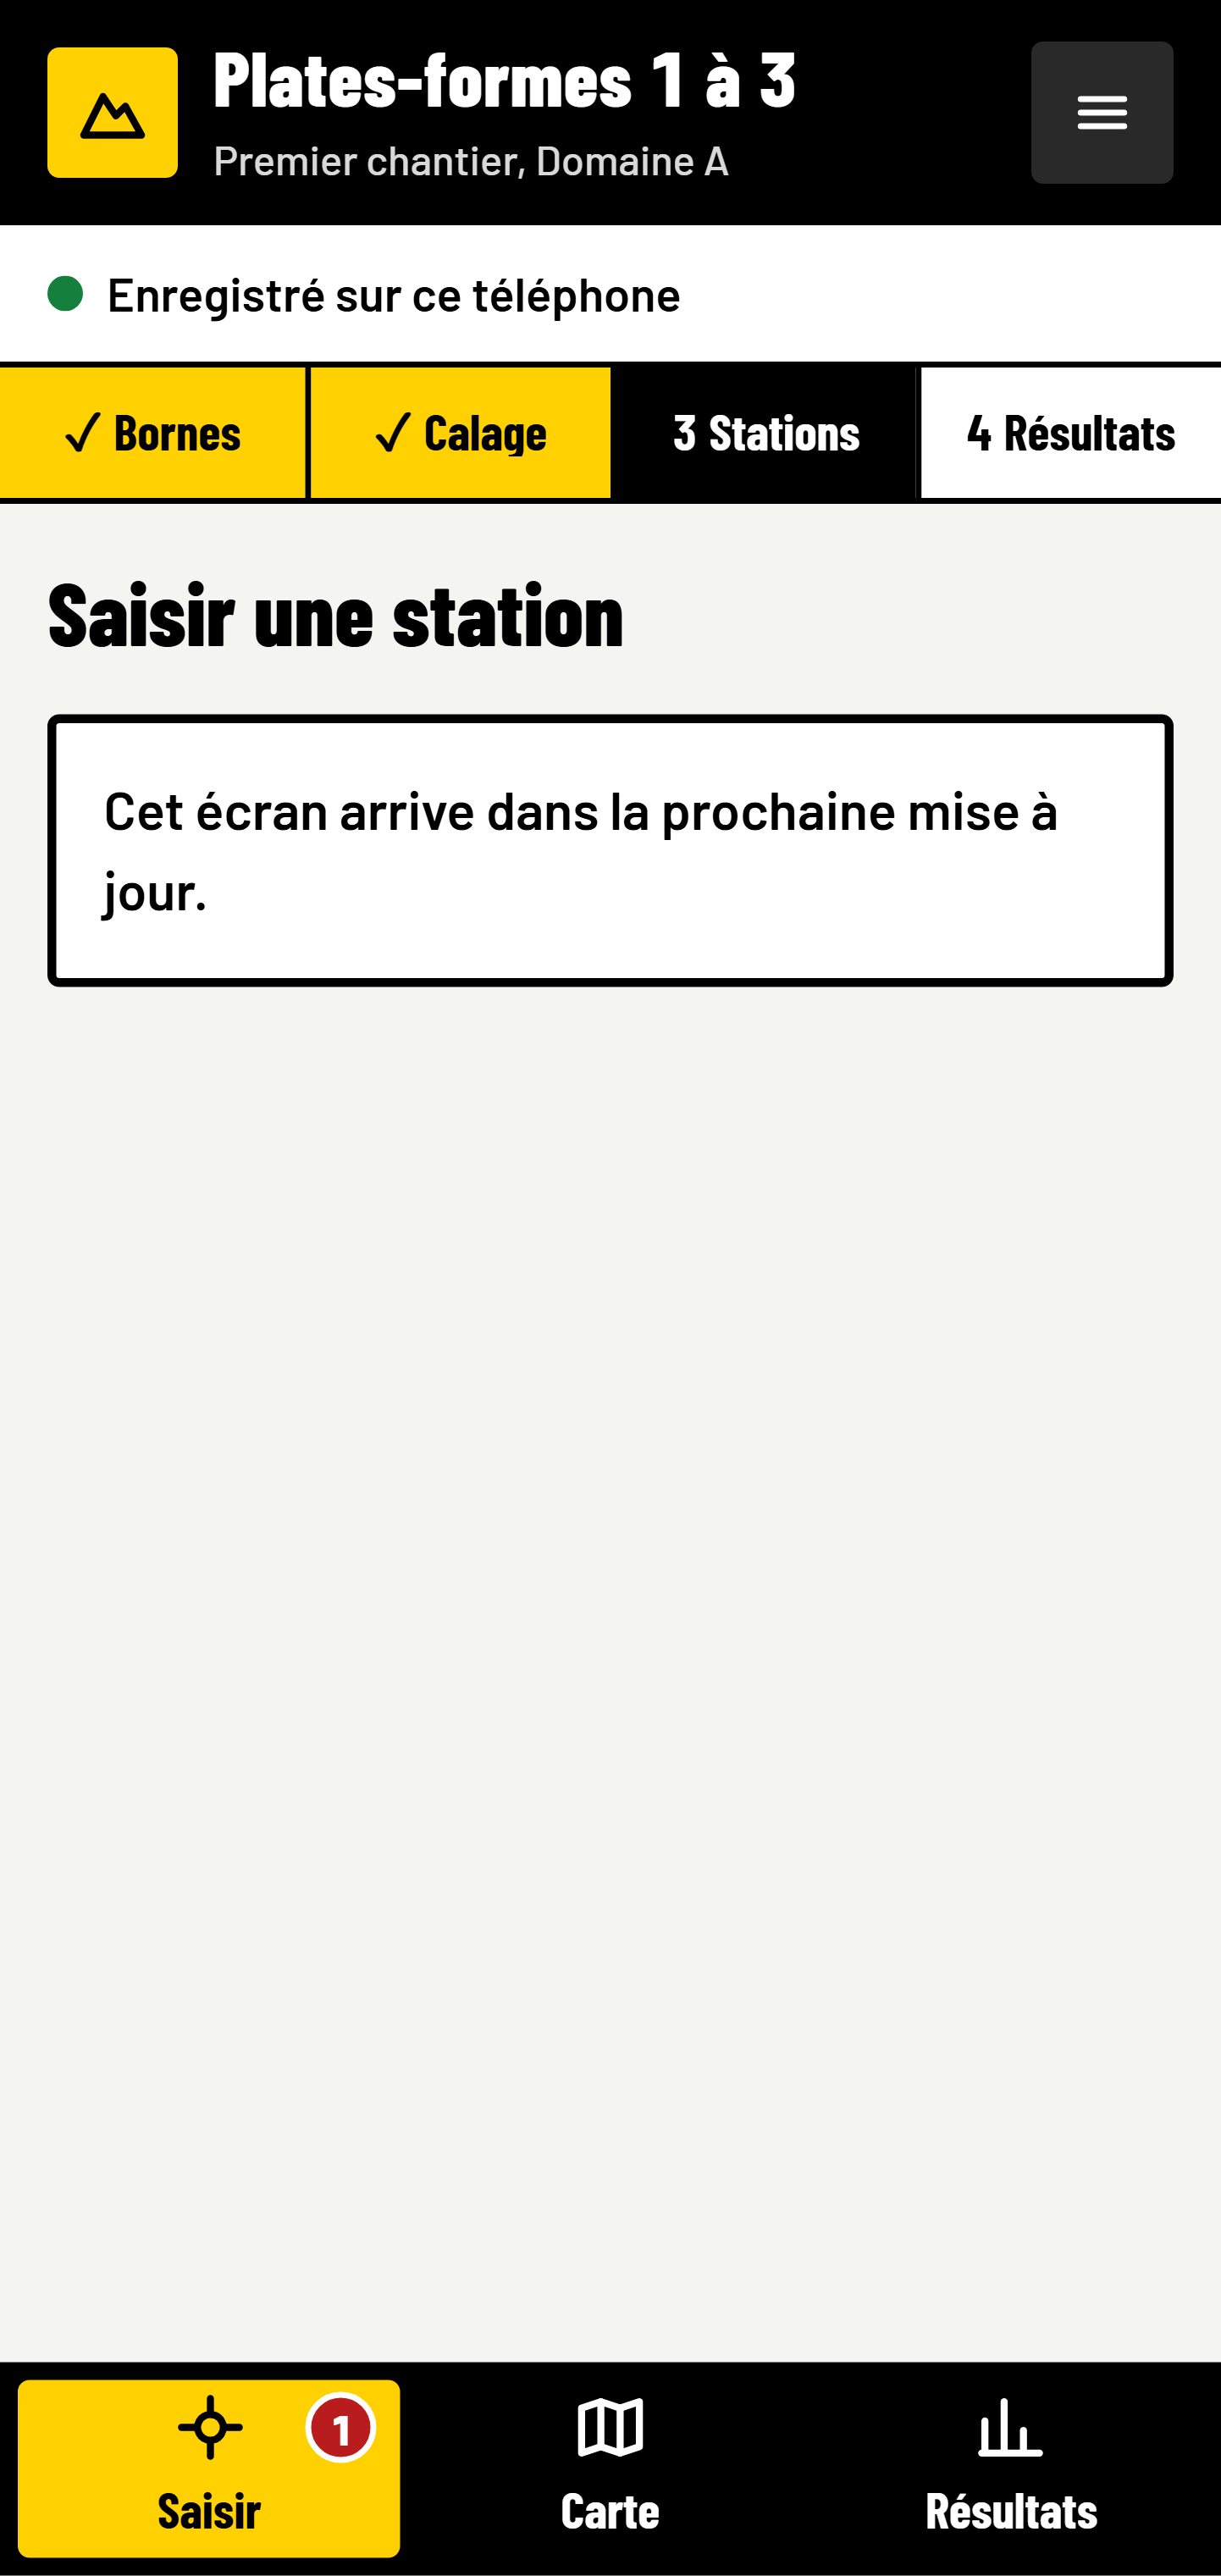 Plates-formes 1 à 3
Premier chantier, Domaine A
Enregistré sur ce téléphone
✓ Bornes
✓ Calage
3 Stations
4 Résultats
Saisir une station
Cet écran arrive dans la prochaine mise à
jour.
1
Saisir
Carte
Résultats